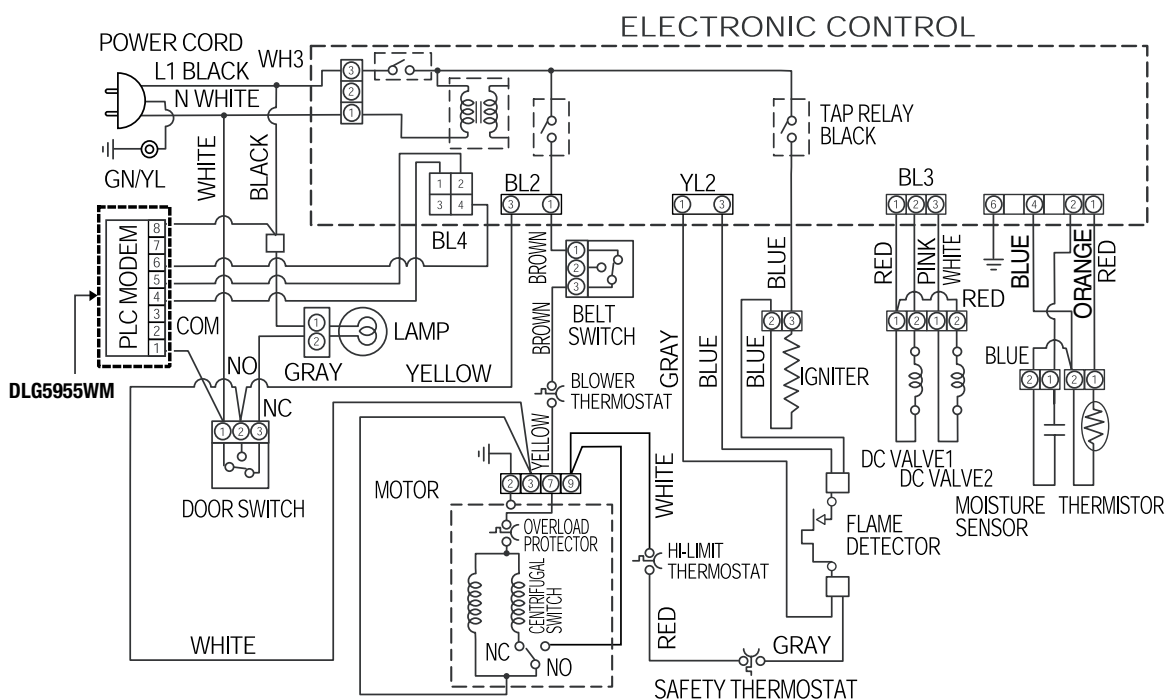 ELECTRONIC CONTROL
POWER CORD
L1 BLACK
WH3
N WHITE
3
2
1
TAP RELAY
BLACK
GN/YL
WHITE
BLACK
1 2
3 4
BL4
BL2
3 1
YL2
1 3
BL3
1 2 3
6 4 2 1
PLC MODEM
8
7
6
5
4
3
2
1
DLG5955WM
COM
NO
NC
1
2
LAMP
GRAY
YELLOW
BROWN
1
2
3
BELT
SWITCH
BROWN
BLOWER
THERMOSTAT
YELLOW
GRAY
BLUE
BLUE
BLUE
2 3
IGNITER
RED
PINK
WHITE
RED
1 2 1 2
DC VALVE1
DC VALVE2
BLUE
ORANGE
RED
BLUE
2 1 2 1
MOISTURE
SENSOR
THERMISTOR
1 2 3
DOOR SWITCH
MOTOR
2 3 7 9
WHITE
OVERLOAD
PROTECTOR
CENTRIFUGAL
SWITCH
NC
NO
HI-LIMIT
THERMOSTAT
FLAME
DETECTOR
WHITE
RED
GRAY
SAFETY THERMOSTAT